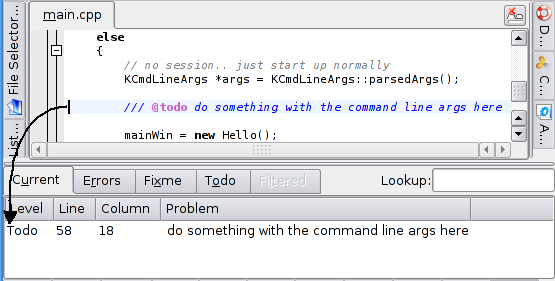 main.cpp
File Selector...
List...
D...
C...
A...
else
{
// no session.. just start up normally
KCmdLineArgs *args = KCmdLineArgs::parsedArgs();
/// @todo do something with the command line args here
mainWin = new Hello();
Current Errors Fixme Todo Filtered Lookup:
Level Line Column Problem
Todo 58 18 do something with the command line args here